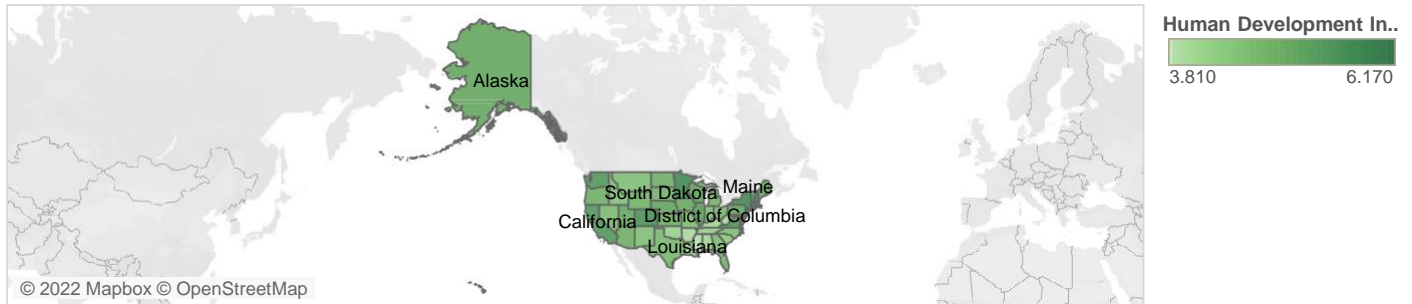 Human Development In..
3.810 6.170
Alaska
South Dakota Maine
California District of Columbia
Louisiana
© 2022 Mapbox © OpenStreetMap